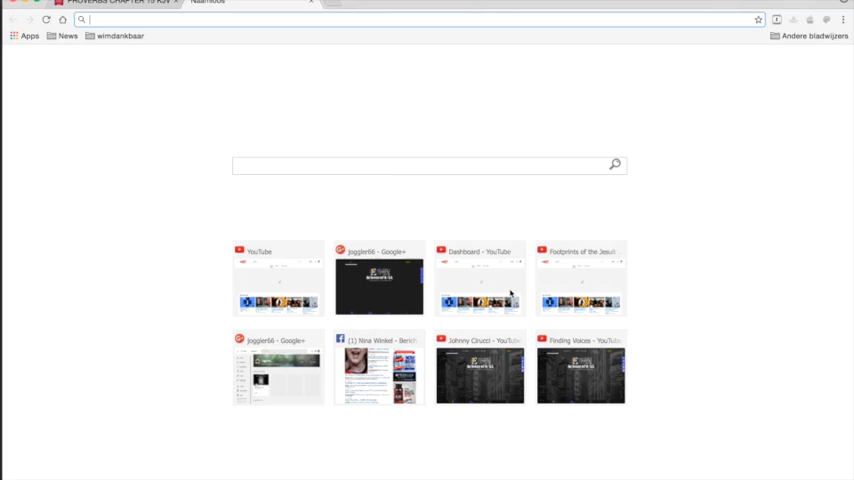 PROVERBS CHAPTER 15 KJV
Naamloos
Apps
News
wimdankbaar
Andere bladwijzers
YouTube
joggler66 - Google+
Dashboard - YouTube
Footprints of the Jesuit
joggler66 - Google+
(1) Nina Winkel - Berich
Johnny Cirucci - YouTube
Finding Voices - YouTube